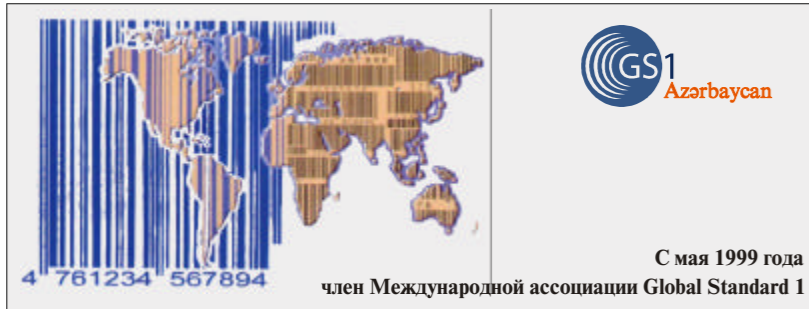 GS1
Azərbaycan
С мая 1999 года
член Международной ассоциации Global Standard 1
4 761234 567894